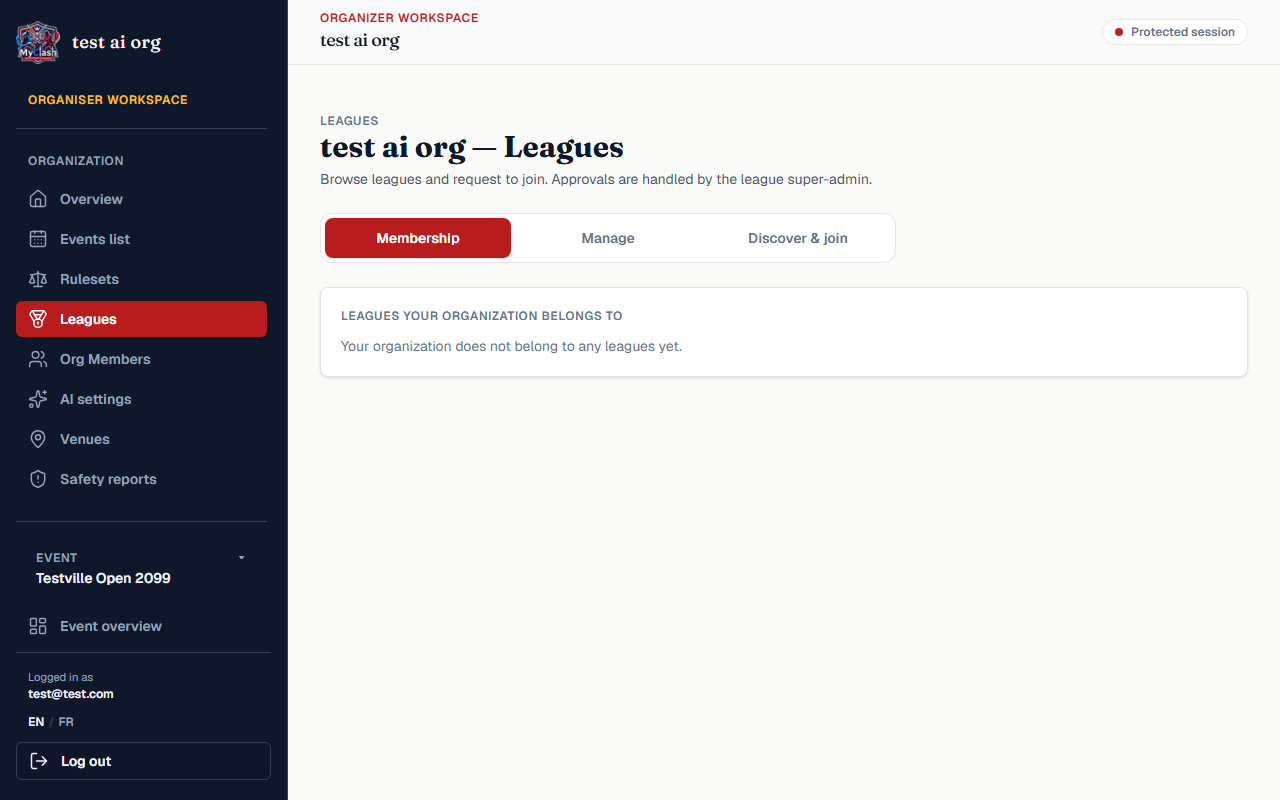 MyClash
test ai org
ORGANISER WORKSPACE
ORGANIZATION
Overview
Events list
Rulesets
Leagues
Org Members
AI settings
Venues
Safety reports
EVENT
Testville Open 2099
Event overview
Logged in as
test@test.com
EN / FR
Log out
ORGANIZER WORKSPACE
test ai org
Protected session
LEAGUES
test ai org — Leagues
Browse leagues and request to join. Approvals are handled by the league super-admin.
Membership
Manage
Discover & join
LEAGUES YOUR ORGANIZATION BELONGS TO
Your organization does not belong to any leagues yet.